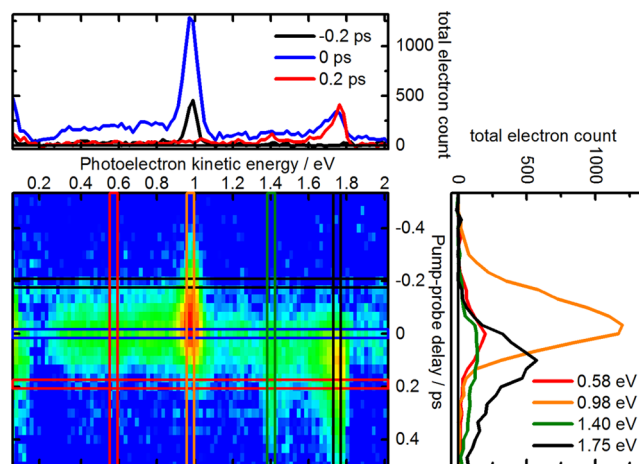 -0.2 ps
0 ps
0.2 ps
1000
500
0
total electron count
Photoelectron kinetic energy / eV
0.2 0.6 0.8 1 1.2 1.4 1.6 2
0.4
1.8
-0.4
-0.2
0
0.2
0.4
Pump-probe delay / ps
total electron count
0 500 1000
0.58 eV
0.98 eV
1.40 eV
1.75 eV